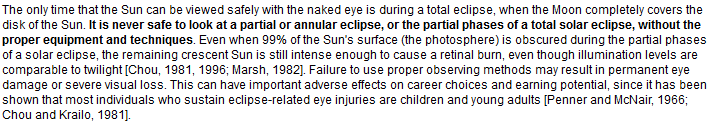 The only time that the Sun can be viewed safely with the naked eye is during a total eclipse, when the Moon completely covers the
disk of the Sun. It is never safe to look at a partial or annular eclipse, or the partial phases of a total solar eclipse, without the
proper equipment and techniques. Even when 99% of the Sun's surface (the photosphere) is obscured during the partial phases
of a solar eclipse, the remaining crescent Sun is still intense enough to cause a retinal burn, even though illumination levels are
comparable to twilight [Chou, 1981, 1996; Marsh, 1982]. Failure to use proper observing methods may result in permanent eye
damage or severe visual loss. This can have important adverse effects on career choices and earning potential, since it has been
shown that most individuals who sustain eclipse-related eye injuries are children and young adults [Penner and McNair, 1966;
Chou and Krailo, 1981].